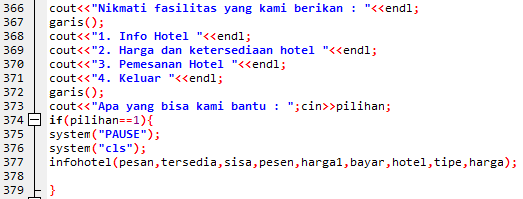 366 cout<<"Nikmati fasilitas yang kami berikan : "<<endl;
367 garis();
368 cout<<"1. Info Hotel "<<endl;
369 cout<<"2. Harga dan ketersediaan hotel "<<endl;
370 cout<<"3. Pemesanan Hotel "<<endl;
371 cout<<"4. Keluar "<<endl;
372 garis();
373 cout<<"Apa yang bisa kami bantu : ";cin>>pilihan;
374 if(pilihan==1){
375 system("PAUSE");
376 system("cls");
377 infohotel(pesan,tersedia,sisa,pesen,harga1,bayar,hotel,tipe,harga);
378
379 }